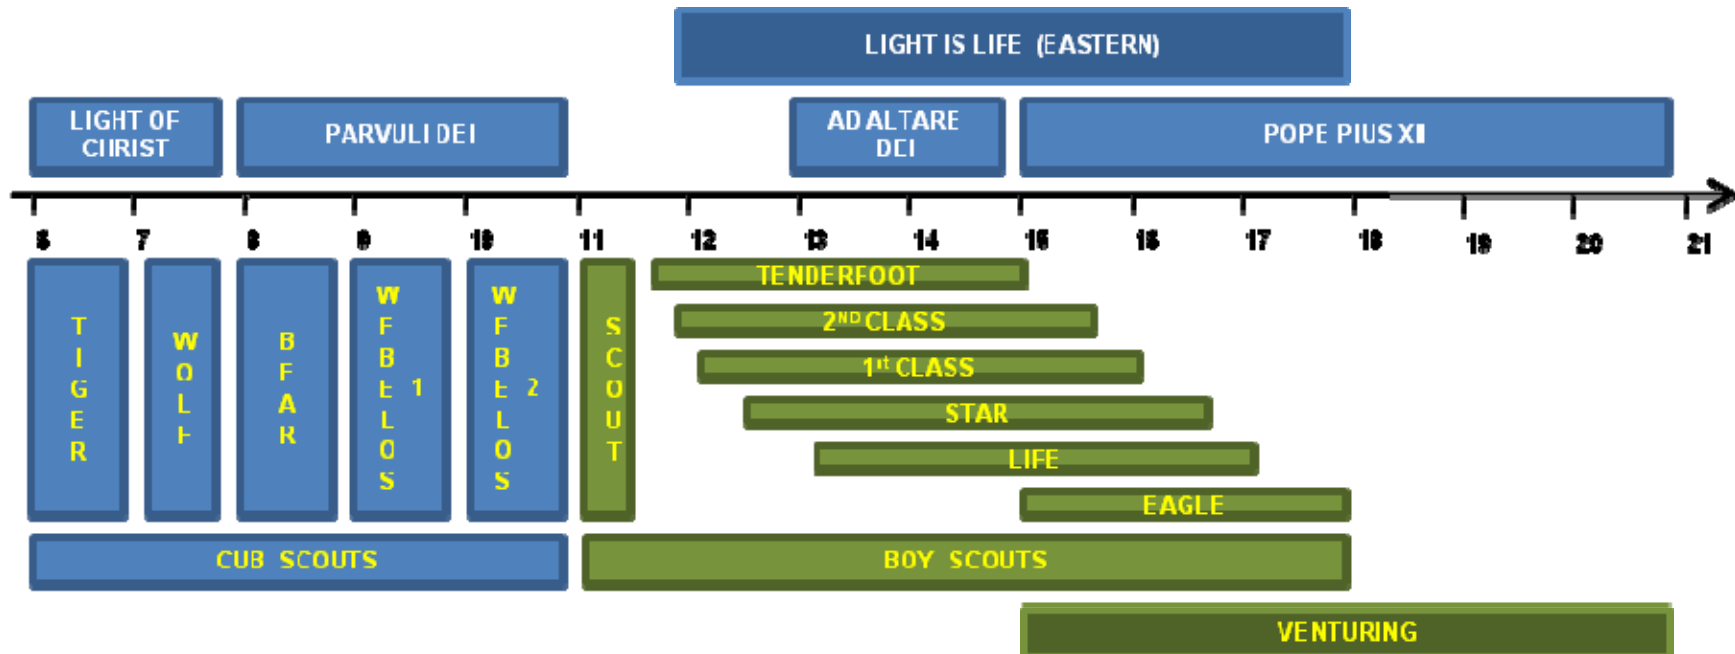 LIGHT IS LIFE (EASTERN)
LIGHT OF
CHRIST
PARVULI DEI
AD ALTARE
DEI
POPE PIUS XII
6 7 8 9 10 11 12 13 14 15 16 17 18 19 20 21
TIGER
WOLF
BEAR
WEBELOS 1
WEBELOS 2
SCOUT
TENDERFOOT
2ND CLASS
1st CLASS
STAR
LIFE
EAGLE
CUB SCOUTS
BOY SCOUTS
VENTURING